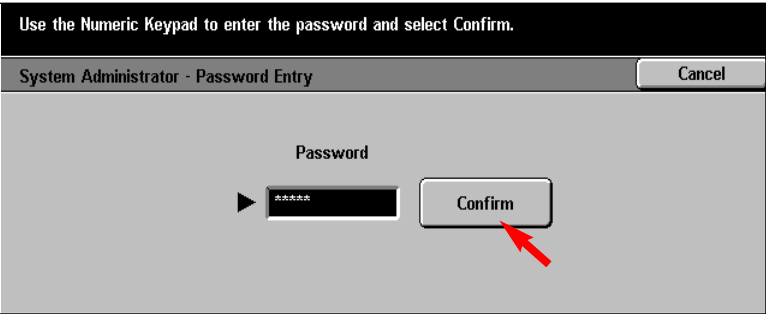 Use the Numeric Keypad to enter the password and select Confirm.
System Administrator - Password Entry
Cancel
Password
*****
Confirm